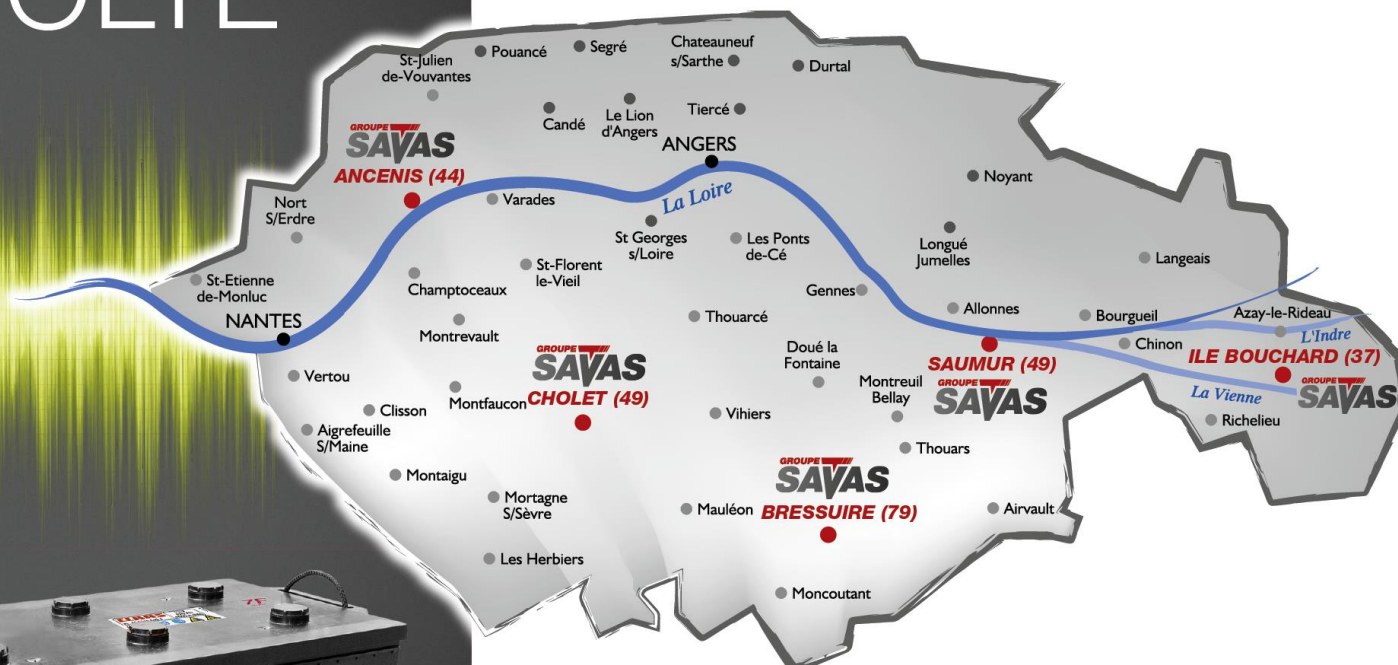 St-Julien
de-Vouvantes
Pouancé
Segré
Chateauneuf
s/Sarthe
Durtal
Candé
Le Lion
d'Angers
Tiercé
GROUPE
SAVAS
ANCENIS (44)
ANGERS
Noyant
Nort
S/Erdre
Varades
La Loire
St Georges
s/Loire
Les Ponts
de-Cé
Longué
Jumelles
Langeais
St-Etienne
de-Monluc
Champtoceaux
St-Florent
le-Vieil
Gennes
Allonnes
Bourgueil
Azay-le-Rideau
NANTES
Montrevault
Thouarcé
L'Indre
Chinon
GROUPE
SAVAS
CHOLET (49)
Doué la
Fontaine
SAUMUR (49)
GROUPE
SAVAS
ILE BOUCHARD (37)
GROUPE
SAVAS
La Vienne
Vertou
Montfaucon
Montreuil
Bellay
Clisson
Vihiers
Richelieu
Aigrefeuille
S/Maine
Thouars
Montaigu
GROUPE
SAVAS
BRESSUIRE (79)
Mortagne
S/Sèvre
Mauléon
Airvault
Les Herbiers
Moncoutant